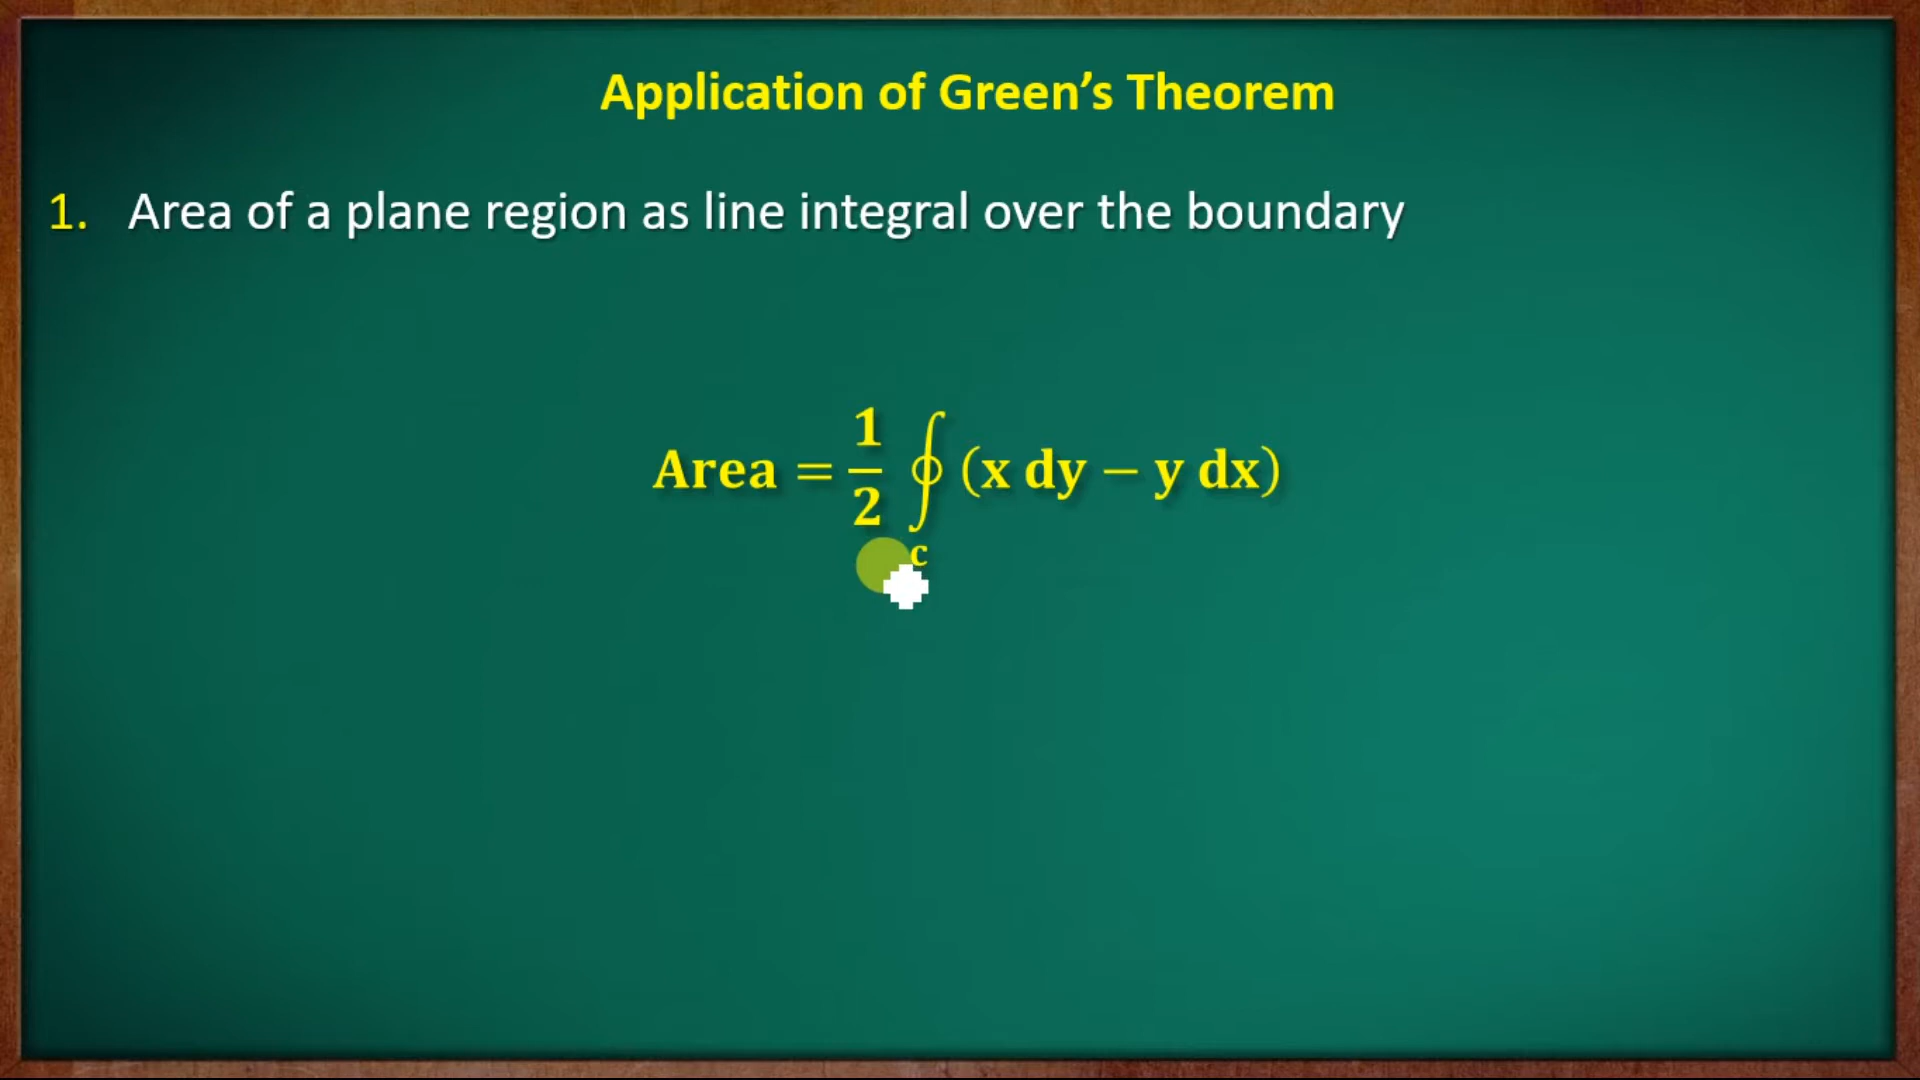 Application of Green’s Theorem
1. Area of a plane region as line integral over the boundary
Area = 1/2 ∮c (x dy − y dx)